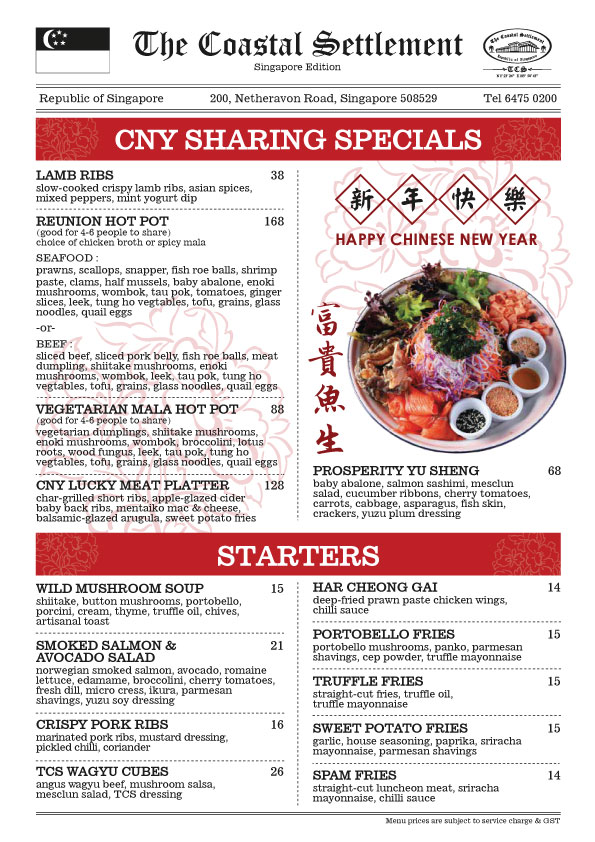 The Coastal Settlement
Singapore Edition
Republic of Singapore
200, Netheravon Road, Singapore 508529
Tel 6475 0200
CNY SHARING SPECIALS
LAMB RIBS 38
slow-cooked crispy lamb ribs, asian spices,
mixed peppers, mint yogurt dip
REUNION HOT POT 168
(good for 4-6 people to share)
choice of chicken broth or spicy mala
SEAFOOD :
prawns, scallops, snapper, fish roe balls, shrimp
paste, clams, half mussels, baby abalone, enoki
mushrooms, wombok, tau pok, tomatoes, ginger
slices, leek, tung ho vegtables, tofu, grains, glass
noodles, quail eggs
-or-
BEEF :
sliced beef, sliced pork belly, fish roe balls, meat
dumpling, shiitake mushrooms, enoki
mushrooms, wombok, leek, tau pok, tung ho
vegtables, tofu, grains, glass noodles, quail eggs
VEGETARIAN MALA HOT POT 88
(good for 4-6 people to share)
vegetarian dumplings, shiitake mushrooms,
enoki mushrooms, wombok, broccolini, lotus
roots, wood fungus, leek, tau pok, tung ho
vegtables, tofu, grains, glass noodles, quail eggs
CNY LUCKY MEAT PLATTER 128
char-grilled short ribs, apple-glazed cider
baby back ribs, mentaiko mac & cheese,
balsamic-glazed arugula, sweet potato fries
新年快樂
HAPPY CHINESE NEW YEAR
富貴魚生
PROSPERITY YU SHENG 68
baby abalone, salmon sashimi, mesclun
salad, cucumber ribbons, cherry tomatoes,
carrots, cabbage, asparagus, fish skin,
crackers, yuzu plum dressing
STARTERS
WILD MUSHROOM SOUP 15
shiitake, button mushrooms, portobello,
porcini, cream, thyme, truffle oil, chives,
artisanal toast
SMOKED SALMON &
AVOCADO SALAD 21
norwegian smoked salmon, avocado, romaine
lettuce, edamane, broccolini, cherry tomatoes,
fresh dill, micro cress, ikura, parmesan
shavings, yuzu soy dressing
CRISPY PORK RIBS 16
marinated pork ribs, mustard dressing,
pickled chilli, coriander
TCS WAGYU CUBES 26
angus wagyu beef, mushroom salsa,
mesclun salad, TCS dressing
HAR CHEONG GAI 14
deep-fried prawn paste chicken wings,
chilli sauce
PORTOBELLO FRIES 15
portobello mushrooms, panko, parmesan
shavings, cep powder, truffle mayonnaise
TRUFFLE FRIES 15
straight-cut fries, truffle oil,
truffle mayonnaise
SWEET POTATO FRIES 15
garlic, house seasoning, paprika, sriracha
mayonnaise, parmesan shavings
SPAM FRIES 14
straight-cut luncheon meat, sriracha
mayonnaise, chilli sauce
Menu prices are subject to service charge & GST